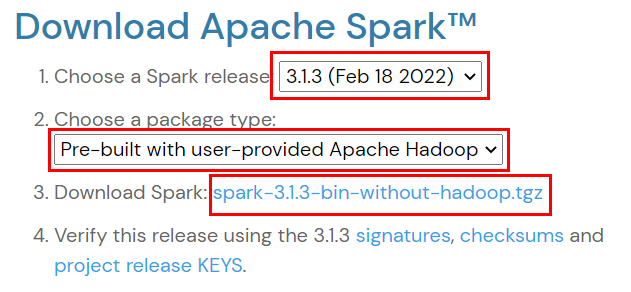 Download Apache Spark™
1. Choose a Spark release: 3.1.3 (Feb 18 2022)
2. Choose a package type:
Pre-built with user-provided Apache Hadoop
3. Download Spark: spark-3.1.3-bin-without-hadoop.tgz
4. Verify this release using the 3.1.3 signatures, checksums and
project release KEYS.